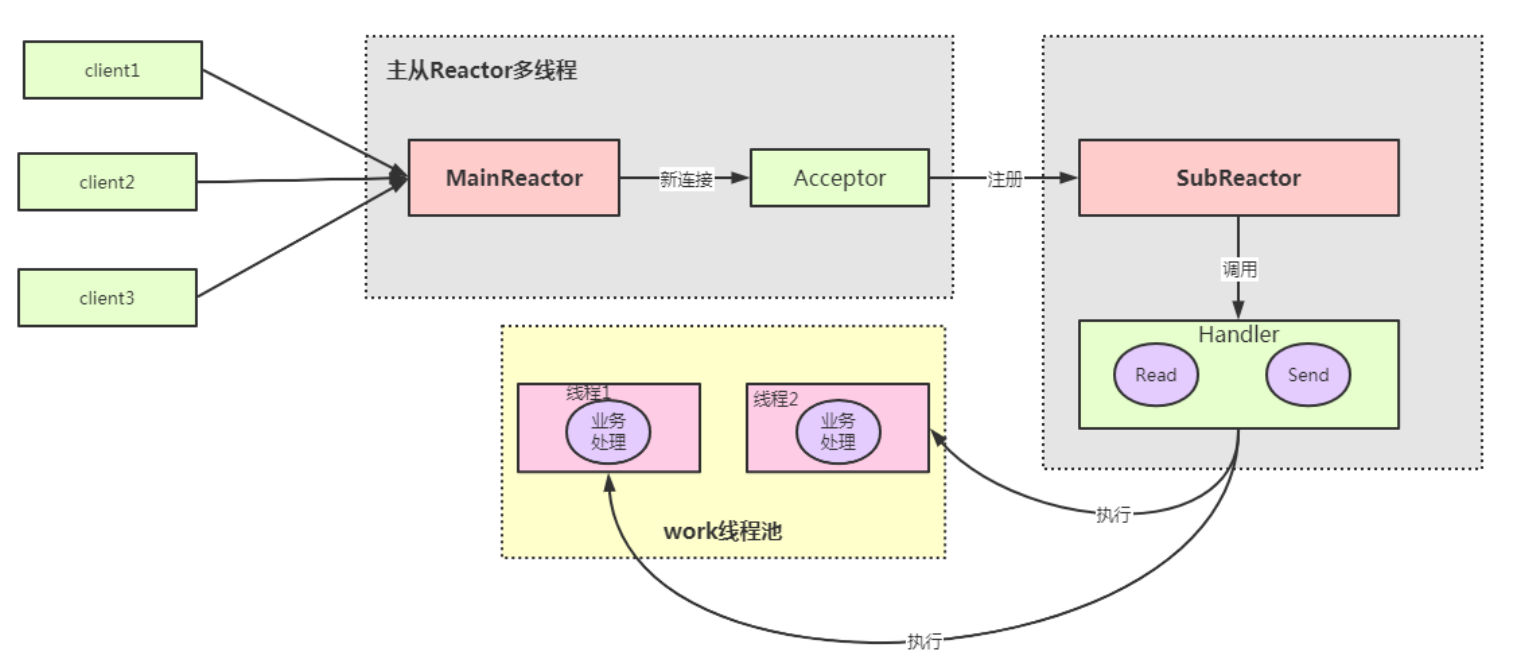 client1
client2
client3
主从Reactor多线程
MainReactor
新连接
Acceptor
注册
SubReactor
调用
Handler
Read
Send
线程1
业务
处理
线程2
业务
处理
work线程池
执行
执行